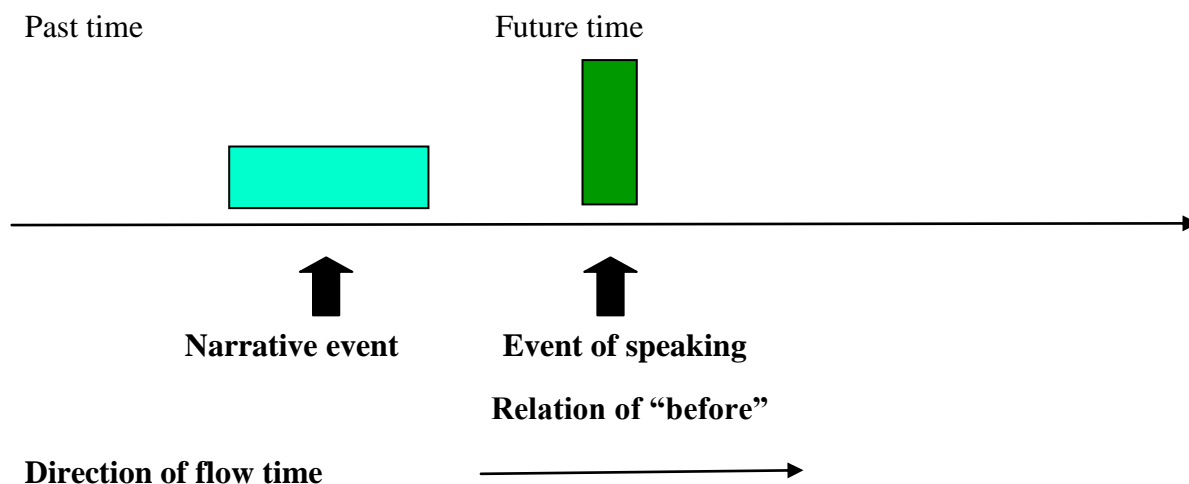 Past time Future time
Narrative event Event of speaking
Relation of “before”
Direction of flow time